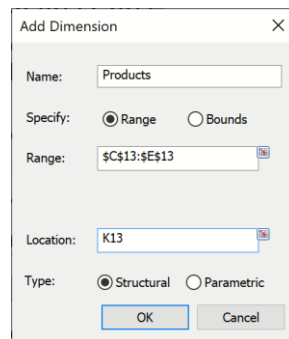 Add Dimension
Name: Products
Specify: Range Bounds
Range: $C$13:$E$13
Location: K13
Type: Structural Parametric
OK Cancel